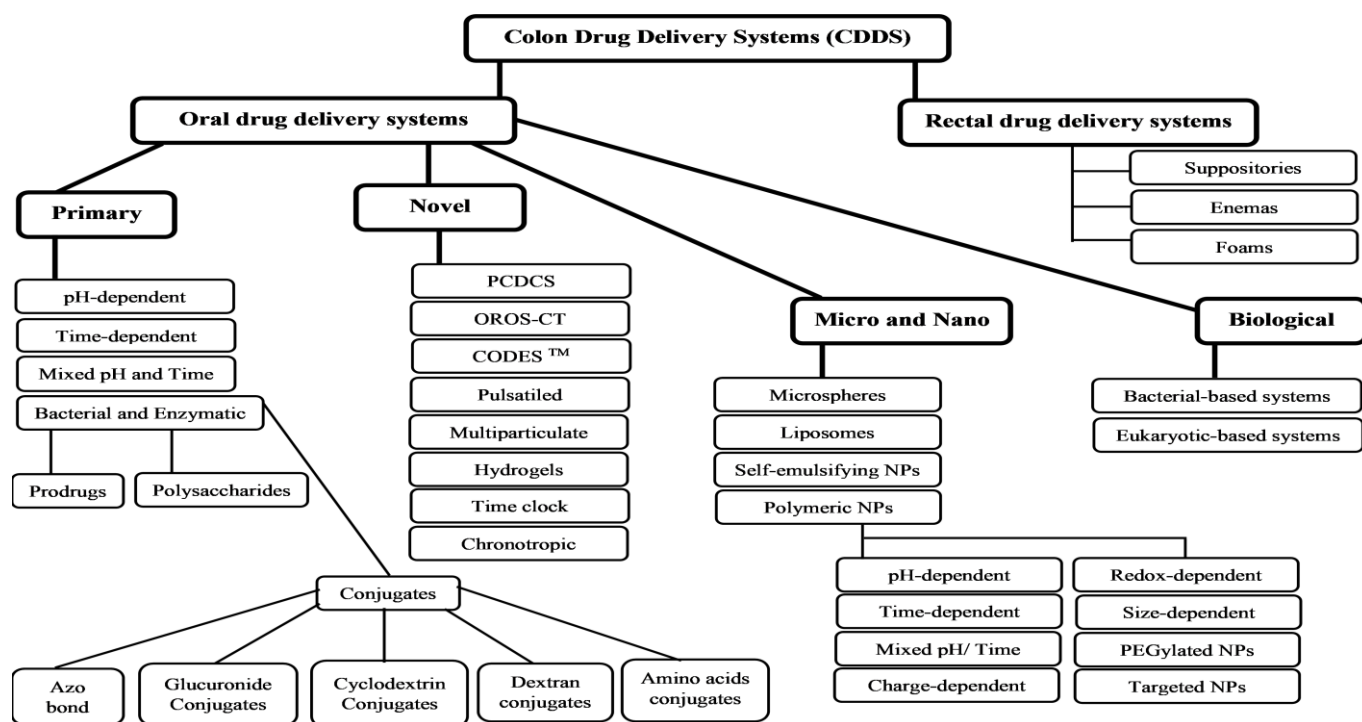 Colon Drug Delivery Systems (CDDS)
Oral drug delivery systems
Rectal drug delivery systems
Suppositories
Enemas
Foams
Primary
pH-dependent
Time-dependent
Mixed pH and Time
Bacterial and Enzymatic
Prodrugs
Polysaccharides
Conjugates
Azo
bond
Glucuronide
Conjugates
Cyclodextrin
Conjugates
Dextran
conjugates
Amino acids
conjugates
Novel
PCDCS
OROS-CT
CODES TM
Pulsatiled
Multiparticulate
Hydrogels
Time clock
Chronotropic
Micro and Nano
Microspheres
Liposomes
Self-emulsifying NPs
Polymeric NPs
pH-dependent
Time-dependent
Mixed pH/ Time
Charge-dependent
Redox-dependent
Size-dependent
PEGylated NPs
Targeted NPs
Biological
Bacterial-based systems
Eukaryotic-based systems